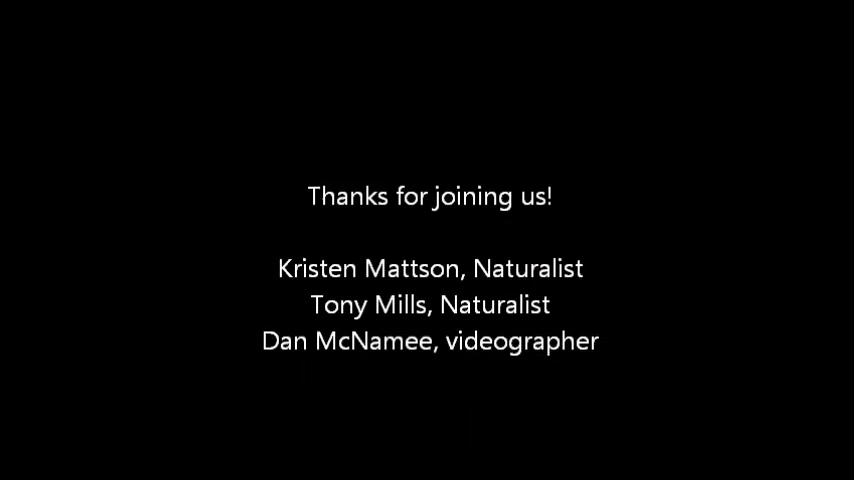 Thanks for joining us!
Kristen Mattson, Naturalist
Tony Mills, Naturalist
Dan McNamee, videographer